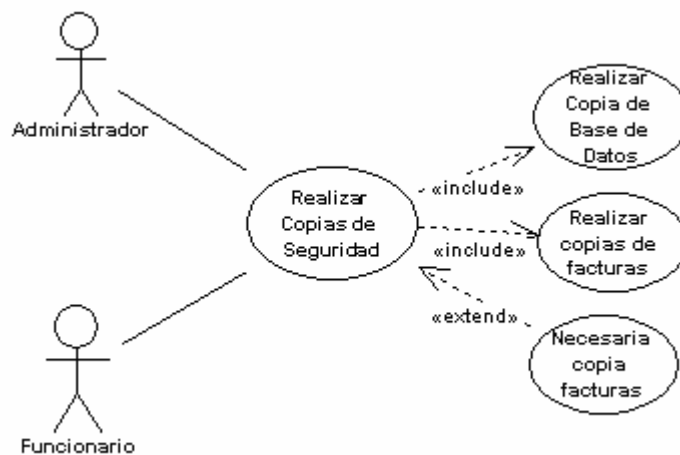 Administrador
Realizar
Copia de
Base de
Datos
«include»
Realizar
Copias de
Seguridad
Realizar
copias de
facturas
«include»
«extend»
Necesaria
copia
facturas
Funcionario